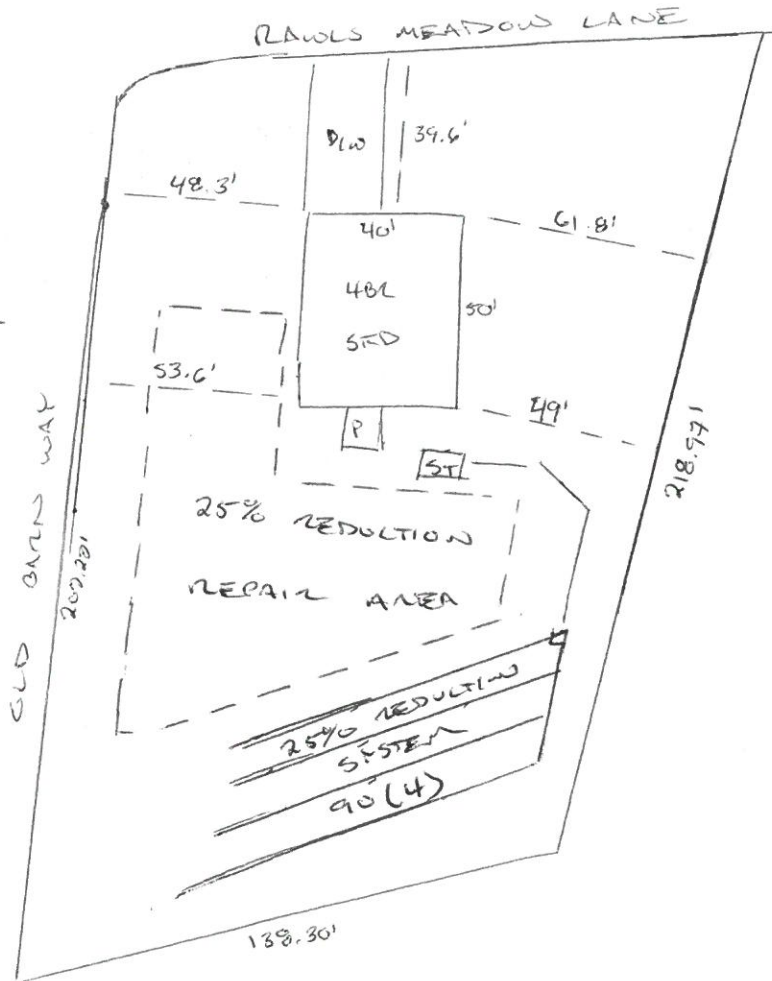 RAWLS MEADOW LANE
D/W
39.6'
48.3'
61.8'
40'
4BR
SFD
50'
53.6'
49'
P
ST
218.97'
25% REDUCTION
REPAIR AREA
OLD BARN WAY
200.20'
25% REDUCTION
SYSTEM
90'(4)
138.30'